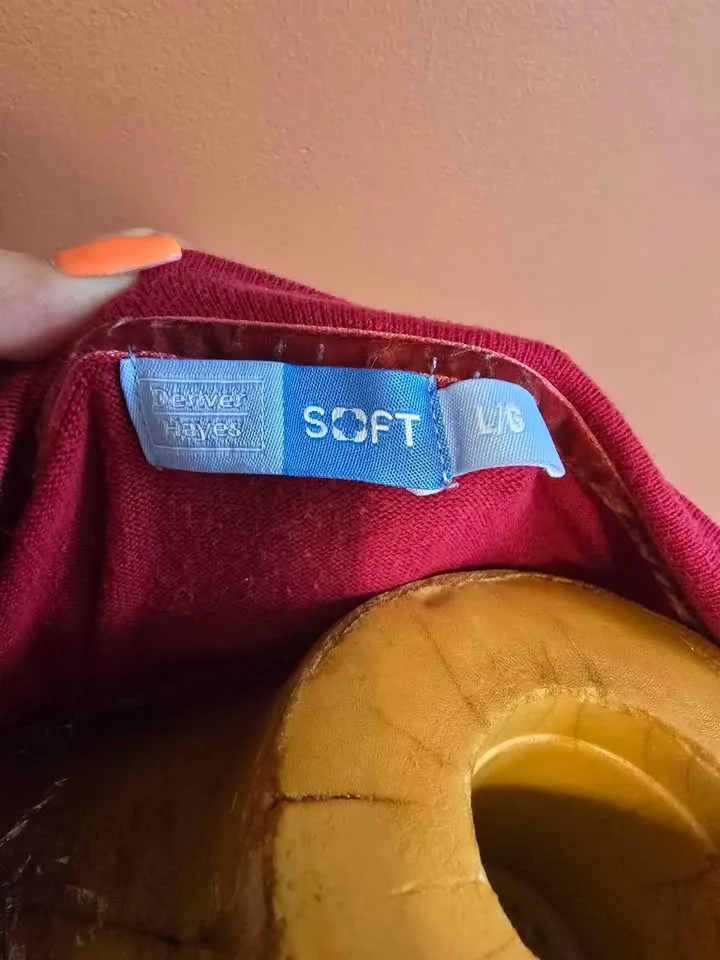 Denver
Hayes
SOFT
L/G